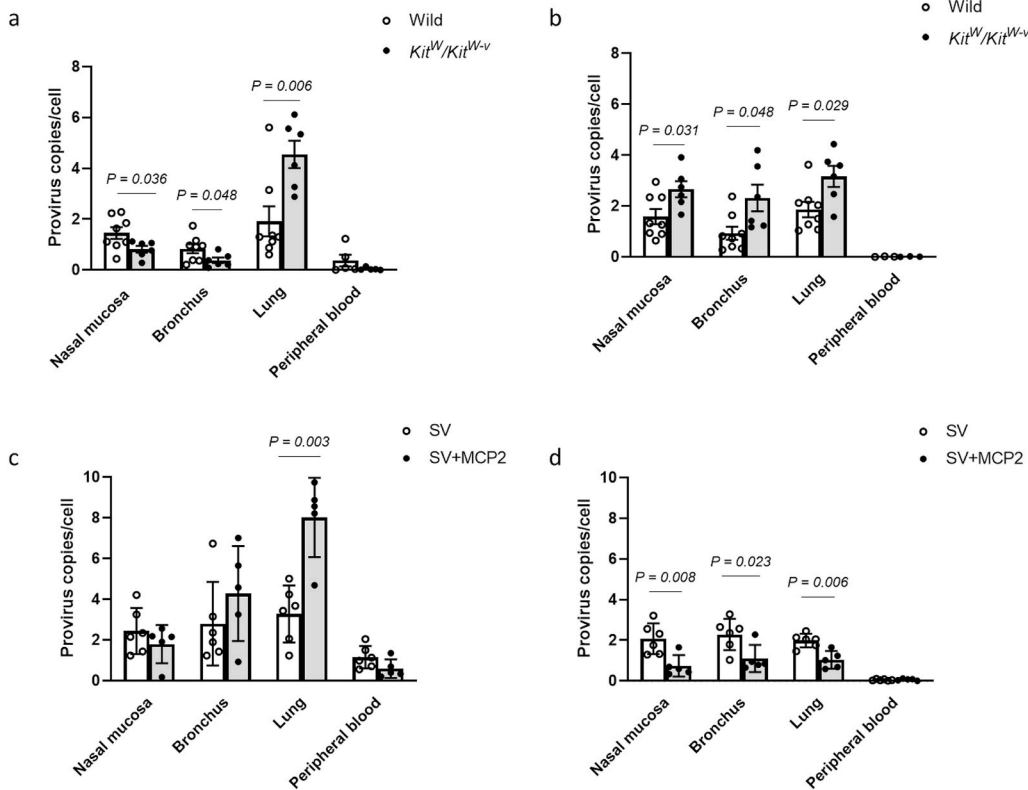 a
Wild
Kit^W/Kit^W-v
Provirus copies/cell
8
6
4
2
0
P = 0.036
P = 0.048
P = 0.006
Nasal mucosa
Bronchus
Lung
Peripheral blood
b
Wild
Kit^W/Kit^W-v
Provirus copies/cell
8
6
4
2
0
P = 0.031
P = 0.048
P = 0.029
Nasal mucosa
Bronchus
Lung
Peripheral blood
c
SV
SV+MCP2
Provirus copies/cell
10
8
6
4
2
0
P = 0.003
Nasal mucosa
Bronchus
Lung
Peripheral blood
d
SV
SV+MCP2
Provirus copies/cell
10
8
6
4
2
0
P = 0.008
P = 0.023
P = 0.006
Nasal mucosa
Bronchus
Lung
Peripheral blood